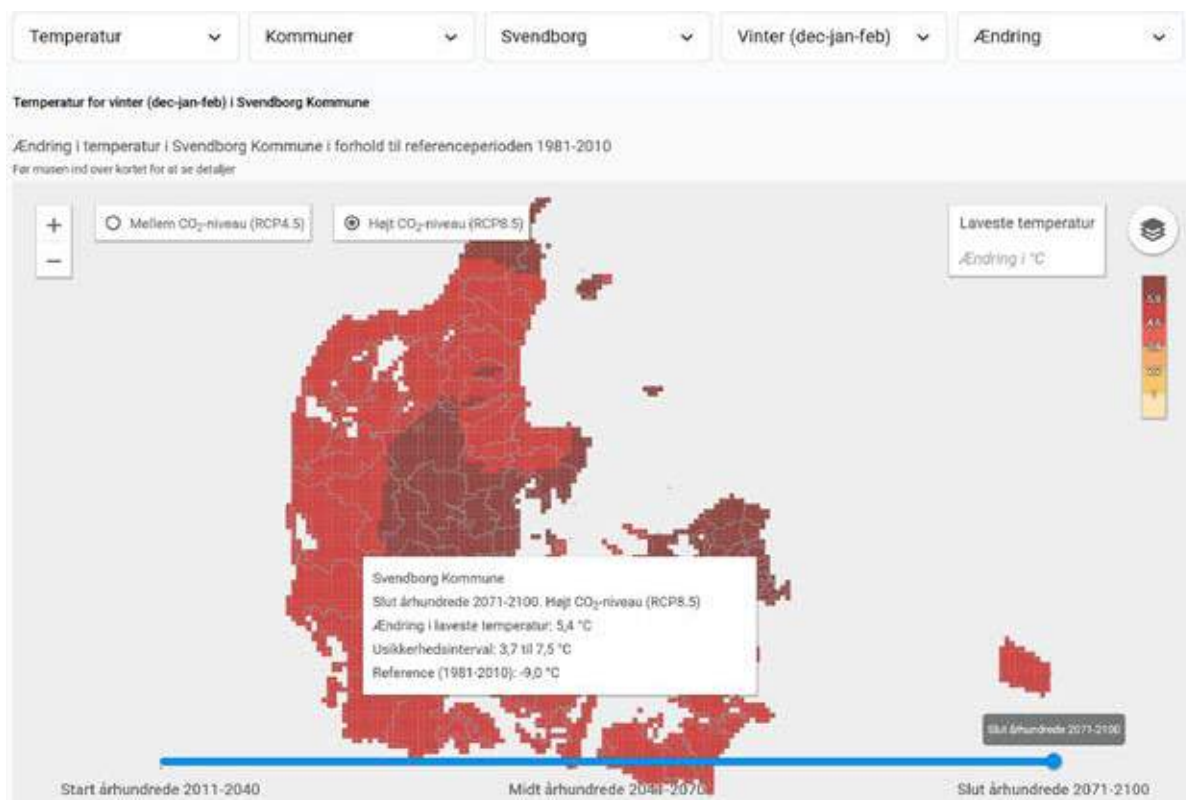 Temperatur
Kommuner
Svendborg
Vinter (dec-jan-feb)
Ændring
Temperatur for vinter (dec-jan-feb) i Svendborg Kommune
Ændring i temperatur i Svendborg Kommune i forhold til referenceperioden 1981-2010
Før musen ind over kortet for at se detaljer
+
−
Mellem CO₂-niveau (RCP4.5)
Højt CO₂-niveau (RCP8.5)
Laveste temperatur
Ændring i °C
Svendborg Kommune
Slut århundrede 2071-2100. Højt CO₂-niveau (RCP8.5)
Ændring i laveste temperatur: 5,4 °C
Usikkerhedsinterval: 3,7 til 7,5 °C
Reference (1981-2010): -9,0 °C
Slut århundrede 2071-2100
Start århundrede 2011-2040
Midt århundrede 2041-2070
Slut århundrede 2071-2100